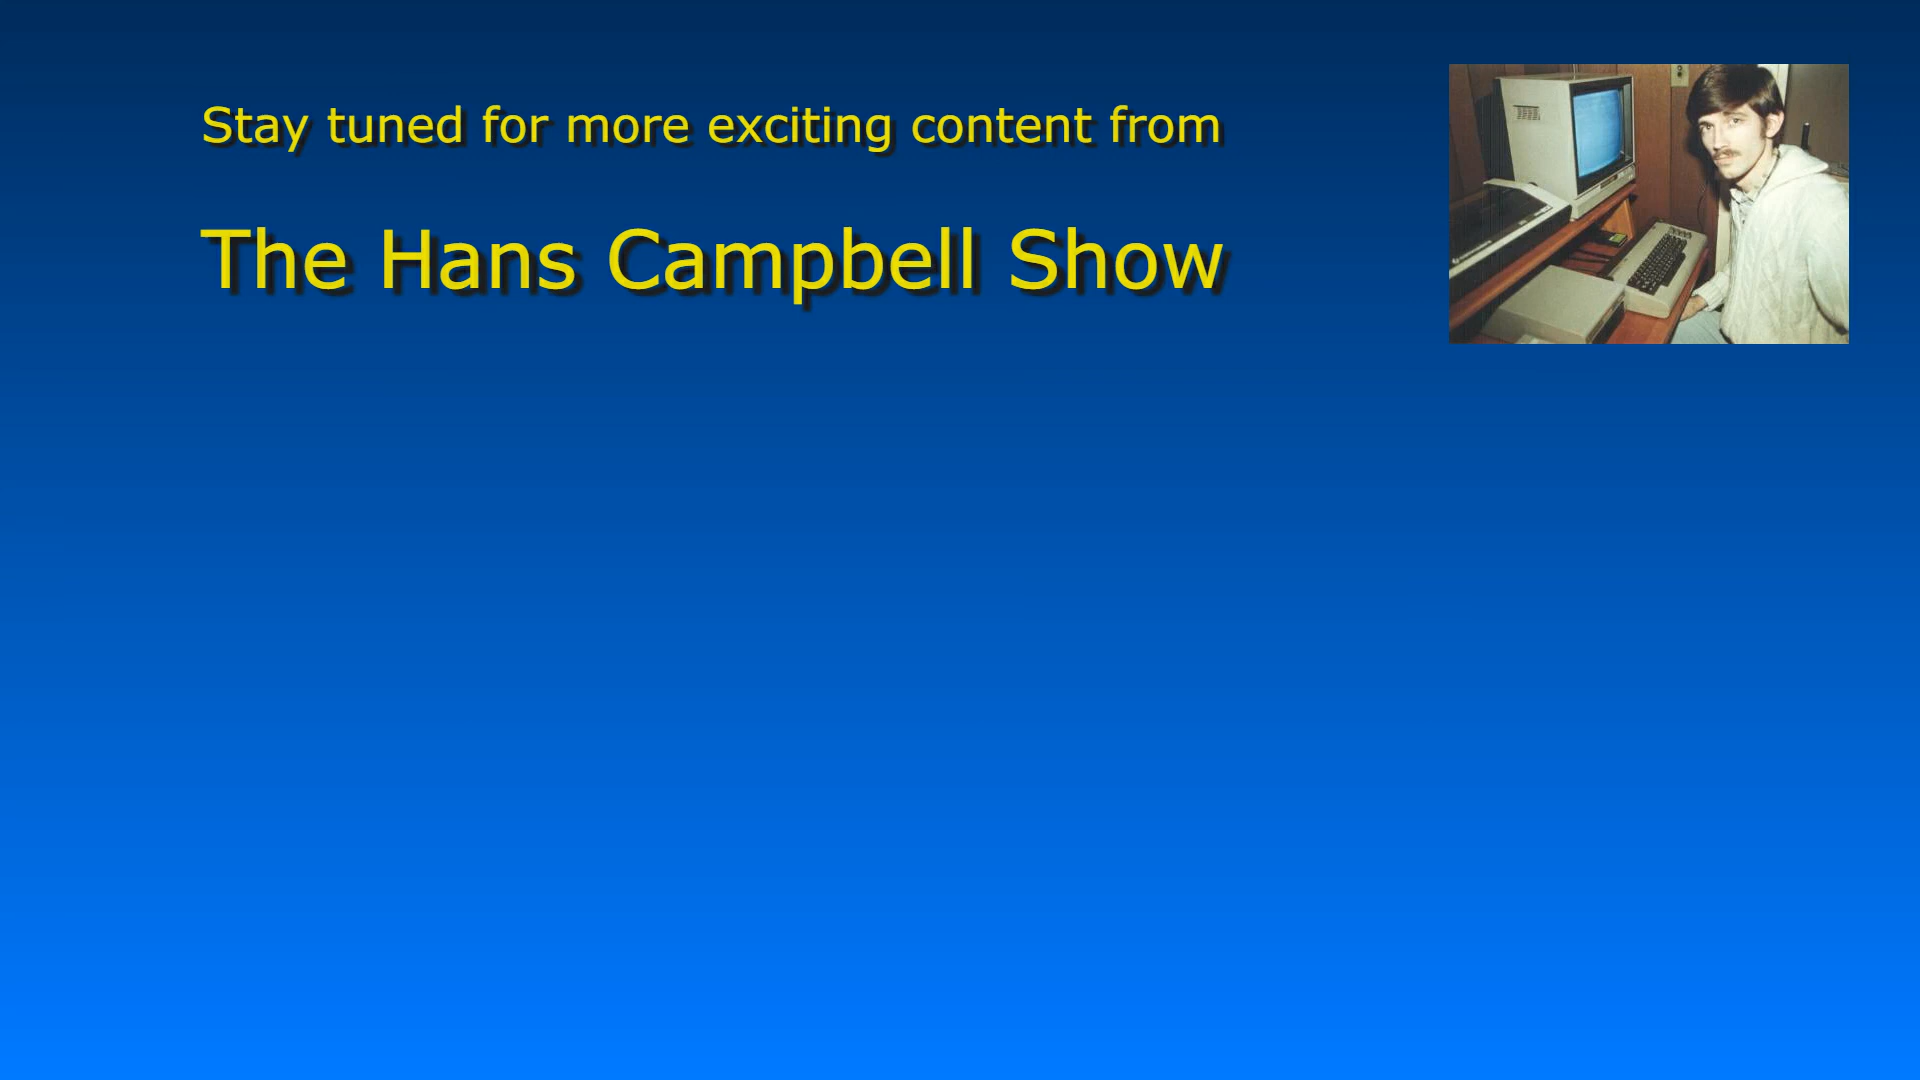 Stay tuned for more exciting content from
The Hans Campbell Show